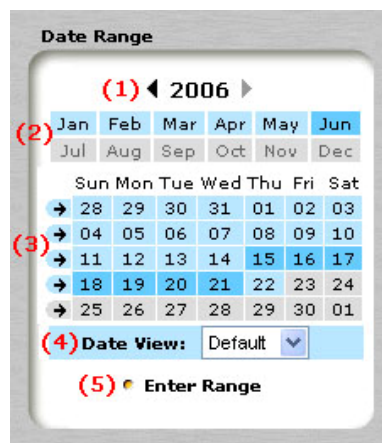 Date Range
(1) 2006
(2) Jan Feb Mar Apr May Jun
Jul Aug Sep Oct Nov Dec
Sun Mon Tue Wed Thu Fri Sat
28 29 30 31 01 02 03
(3) 04 05 06 07 08 09 10
11 12 13 14 15 16 17
18 19 20 21 22 23 24
25 26 27 28 29 30 01
(4) Date View: Default
(5) Enter Range